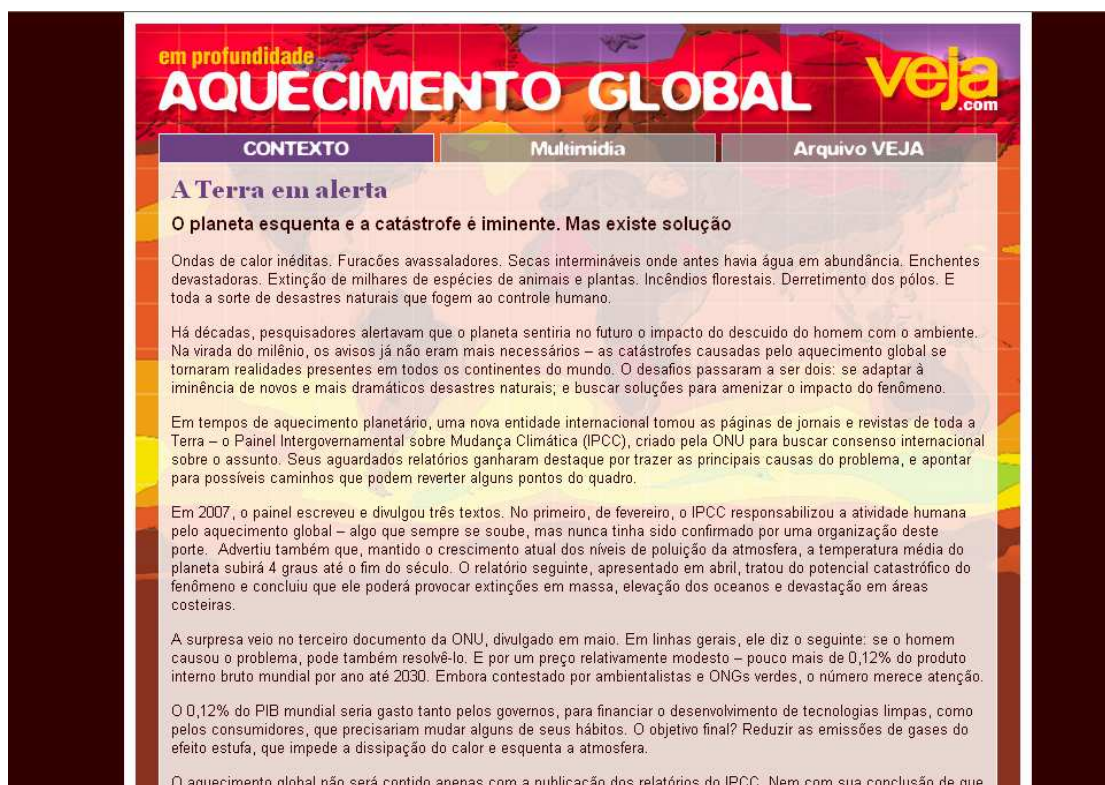 em profundidade
AQUECIMENTO GLOBAL
veja
.com
CONTEXTO
Multimidia
Arquivo VEJA
A Terra em alerta
O planeta esquenta e a catástrofe é iminente. Mas existe solução
Ondas de calor inéditas. Furacões avassaladores. Secas intermináveis onde antes havia água em abundância. Enchentes
devastadoras. Extinção de milhares de espécies de animais e plantas. Incêndios florestais. Derretimento dos pólos. E
toda a sorte de desastres naturais que fogem ao controle humano.
Há décadas, pesquisadores alertavam que o planeta sentiria no futuro o impacto do descuido do homem com o ambiente.
Na virada do milênio, os avisos já não eram mais necessários – as catástrofes causadas pelo aquecimento global se
tornaram realidades presentes em todos os continentes do mundo. O desafios passaram a ser dois: se adaptar à
iminência de novos e mais dramáticos desastres naturais; e buscar soluções para amenizar o impacto do fenômeno.
Em tempos de aquecimento planetário, uma nova entidade internacional tomou as páginas de jornais e revistas de toda a
Terra – o Painel Intergovernamental sobre Mudança Climática (IPCC), criado pela ONU para buscar consenso internacional
sobre o assunto. Seus aguardados relatórios ganharam destaque por trazer as principais causas do problema, e apontar
para possíveis caminhos que podem reverter alguns pontos do quadro.
Em 2007, o painel escreveu e divulgou três textos. No primeiro, de fevereiro, o IPCC responsabilizou a atividade humana
pelo aquecimento global – algo que sempre se soube, mas nunca tinha sido confirmado por uma organização deste
porte. Advertiu também que, mantido o crescimento atual dos níveis de poluição da atmosfera, a temperatura média do
planeta subirá 4 graus até o fim do século. O relatório seguinte, apresentado em abril, tratou do potencial catastrófico do
fenômeno e concluiu que ele poderá provocar extinções em massa, elevação dos oceanos e devastação em áreas
costeiras.
A surpresa veio no terceiro documento da ONU, divulgado em maio. Em linhas gerais, ele diz o seguinte: se o homem
causou o problema, pode também resolvê-lo. E por um preço relativamente modesto – pouco mais de 0,12% do produto
interno bruto mundial por ano até 2030. Embora contestado por ambientalistas e ONGs verdes, o número merece atenção.
O 0,12% do PIB mundial seria gasto tanto pelos governos, para financiar o desenvolvimento de tecnologias limpas, como
pelos consumidores, que precisariam mudar alguns de seus hábitos. O objetivo final? Reduzir as emissões de gases do
efeito estufa, que impede a dissipação do calor e esquenta a atmosfera.
O aquecimento global não será contido apenas com a publicação dos relatórios do IPCC. Nem com sua conclusão de que